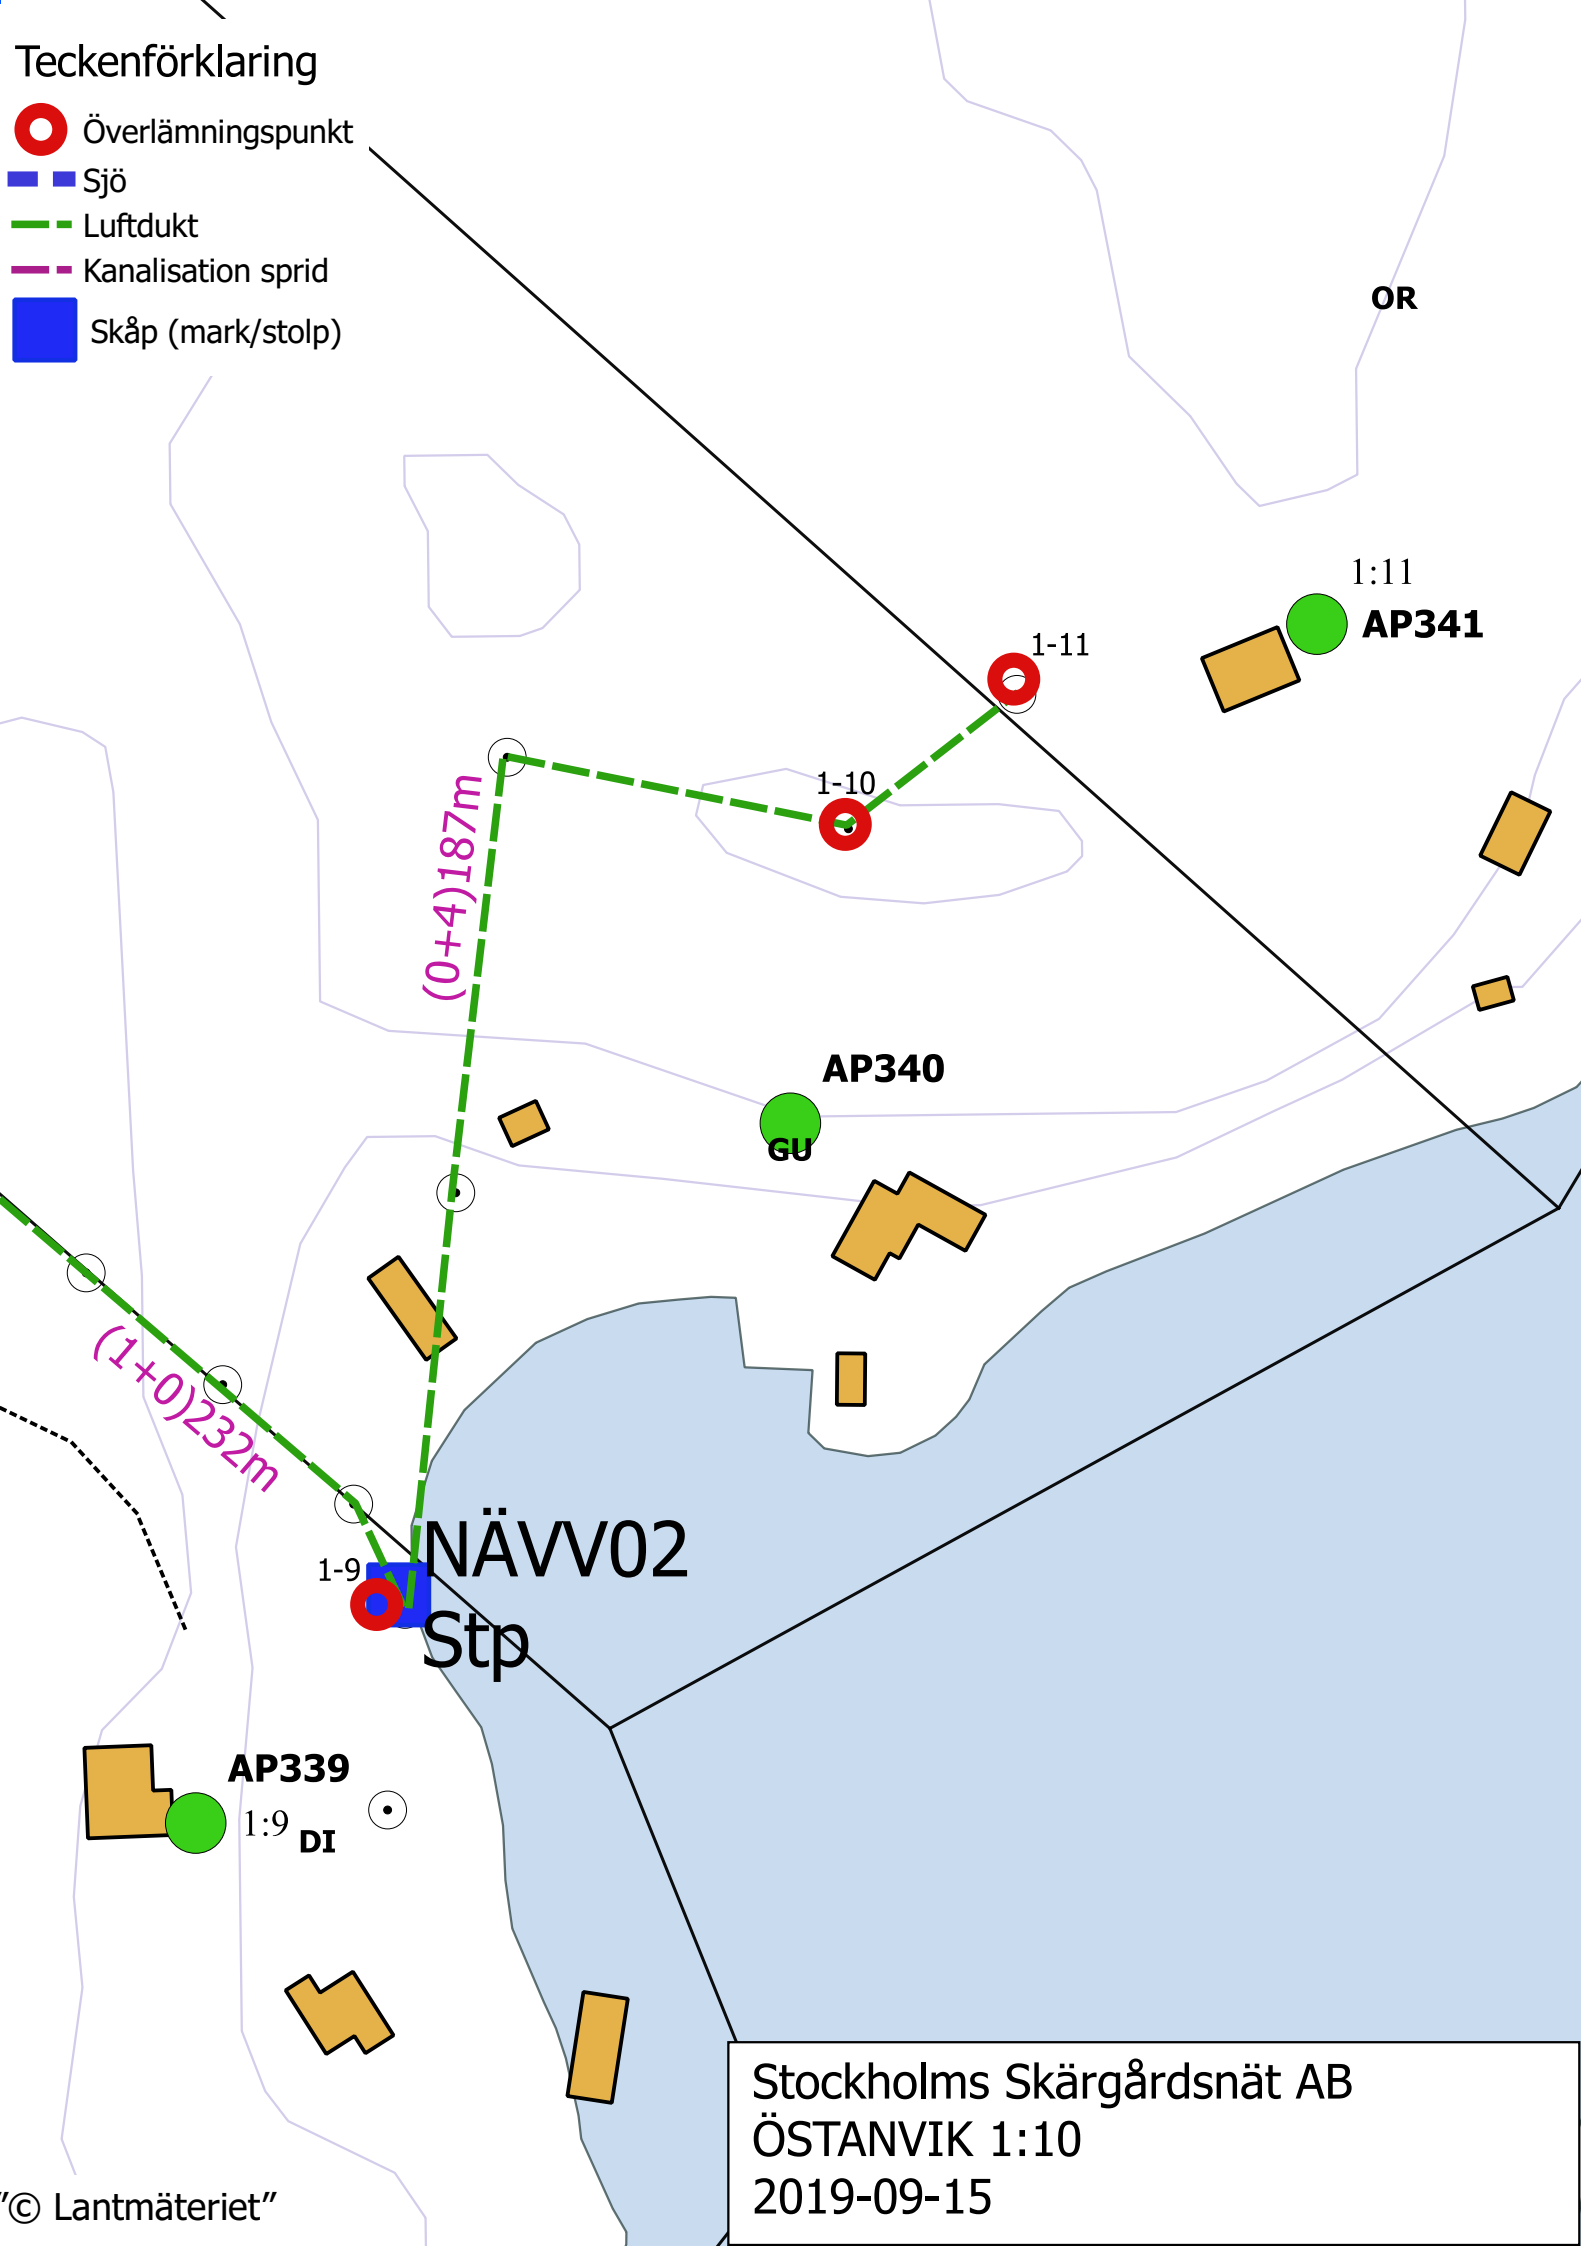 Teckenförklaring
Överlämningspunkt
Sjö
Luftdukt
Kanalisation sprid
Skåp (mark/stolp)
OR
1:11
AP341
1-11
1-10
(0+4)187m
AP340
GU
(1+0)232m
1-9
NÄVV02
Stp
AP339
1:9
DI
Stockholms Skärgårdsnät AB
ÖSTANVIK 1:10
2019-09-15
"© Lantmäteriet"